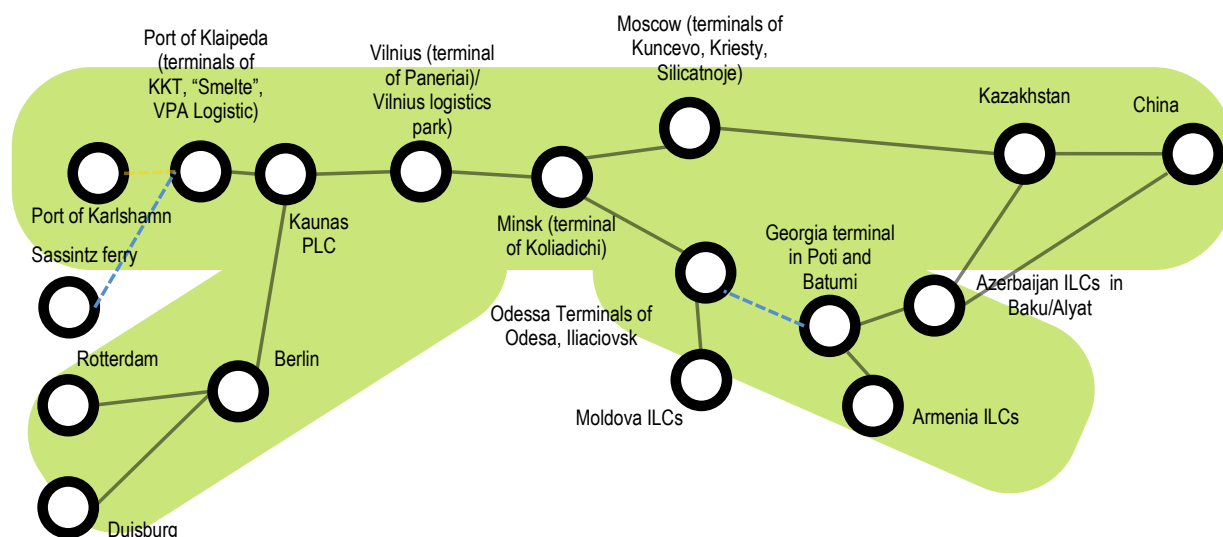 Port of Klaipeda
(terminals of
KKT, “Smelte”,
VPA Logistic)
Vilnius (terminal
of Paneriai)/
Vilnius logistics
park)
Moscow (terminals of
Kuncevo, Kriesty,
Silicatnoje)
Kazakhstan
China
Port of Karlshamn
Kaunas
PLC
Minsk (terminal
of Koliadichi)
Georgia terminal
in Poti and
Batumi
Sassintz ferry
Azerbaijan ILCs in
Baku/Alyat
Odessa Terminals of
Odesa, Iliaciovsk
Rotterdam
Berlin
Moldova ILCs
Armenia ILCs
Duisburg